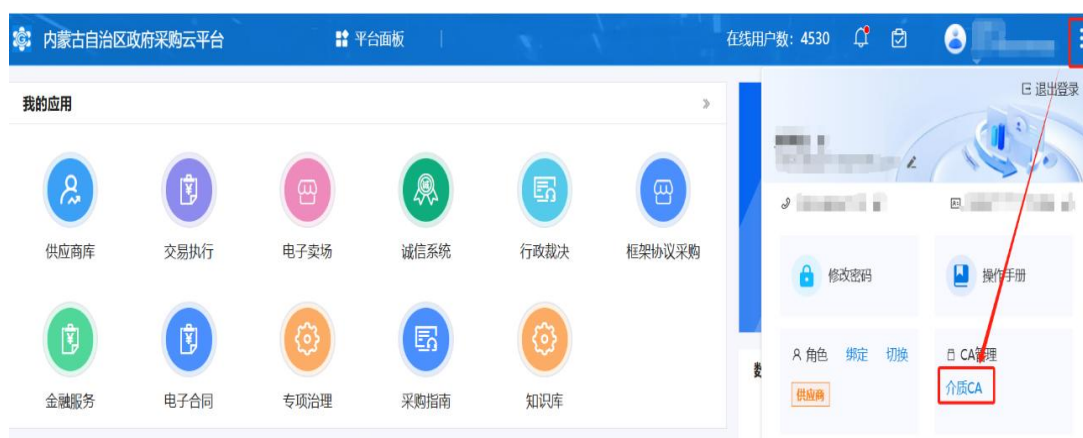 内蒙古自治区政府采购云平台
平台面板
在线用户数：4530
我的应用
供应商库
交易执行
电子卖场
诚信系统
行政裁决
框架协议采购
金融服务
电子合同
专项治理
采购指南
知识库
退出登录
修改密码
操作手册
角色 绑定 切换
供应商
CA管理
介质CA
数